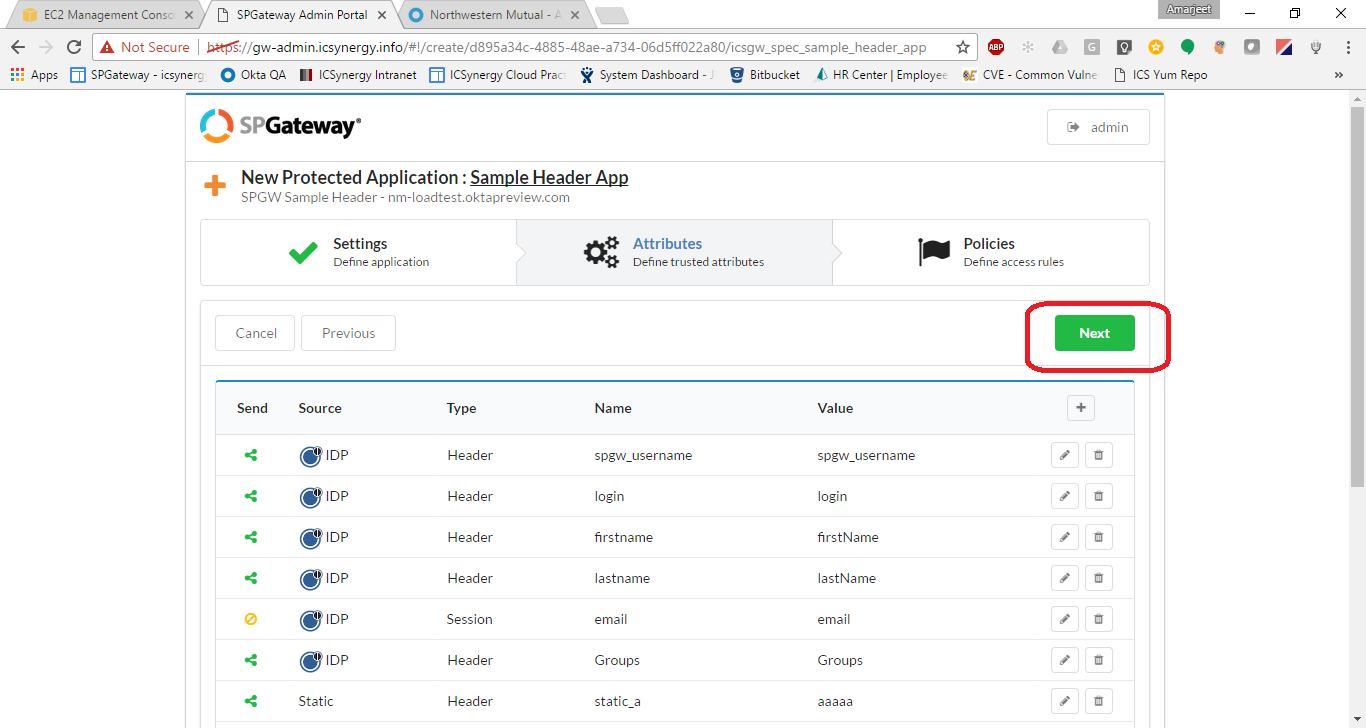 Amarjeet
EC2 Management Conso
SPGateway Admin Portal
Northwestern Mutual - A
Not Secure
https://gw-admin.icsynergy.info/#!/create/d895a34c-4885-48ae-a734-06d5ff022a80/icsgw_spec_sample_header_app
ABP
G
Apps
SPGateway - icsynerg
Okta QA
ICSynergy Intranet
ICSynergy Cloud Prac
System Dashboard - J
Bitbucket
HR Center | Employee
CVE - Common Vulne
ICS Yum Repo
»
SPGateway®
admin
New Protected Application : Sample Header App
SPGW Sample Header - nm-loadtest.oktapreview.com
Settings
Define application
Attributes
Define trusted attributes
Policies
Define access rules
Cancel
Previous
Next
Send Source Type Name Value +
IDP Header spgw_username spgw_username
IDP Header login login
IDP Header firstname firstName
IDP Header lastname lastName
IDP Session email email
IDP Header Groups Groups
Static Header static_a aaaaa